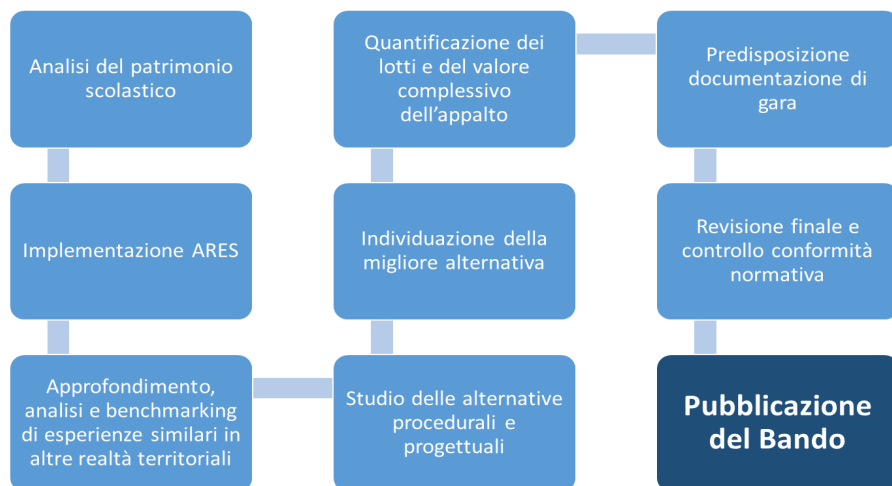 Analisi del patrimonio
scolastico
Implementazione ARES
Approfondimento,
analisi e benchmarking
di esperienze similari in
altre realtà territoriali
Studio delle alternative
procedurali e
progettuali
Individuazione della
migliore alternativa
Quantificazione dei
lotti e del valore
complessivo
dell’appalto
Predisposizione
documentazione di
gara
Revisione finale e
controllo conformità
normativa
Pubblicazione
del Bando